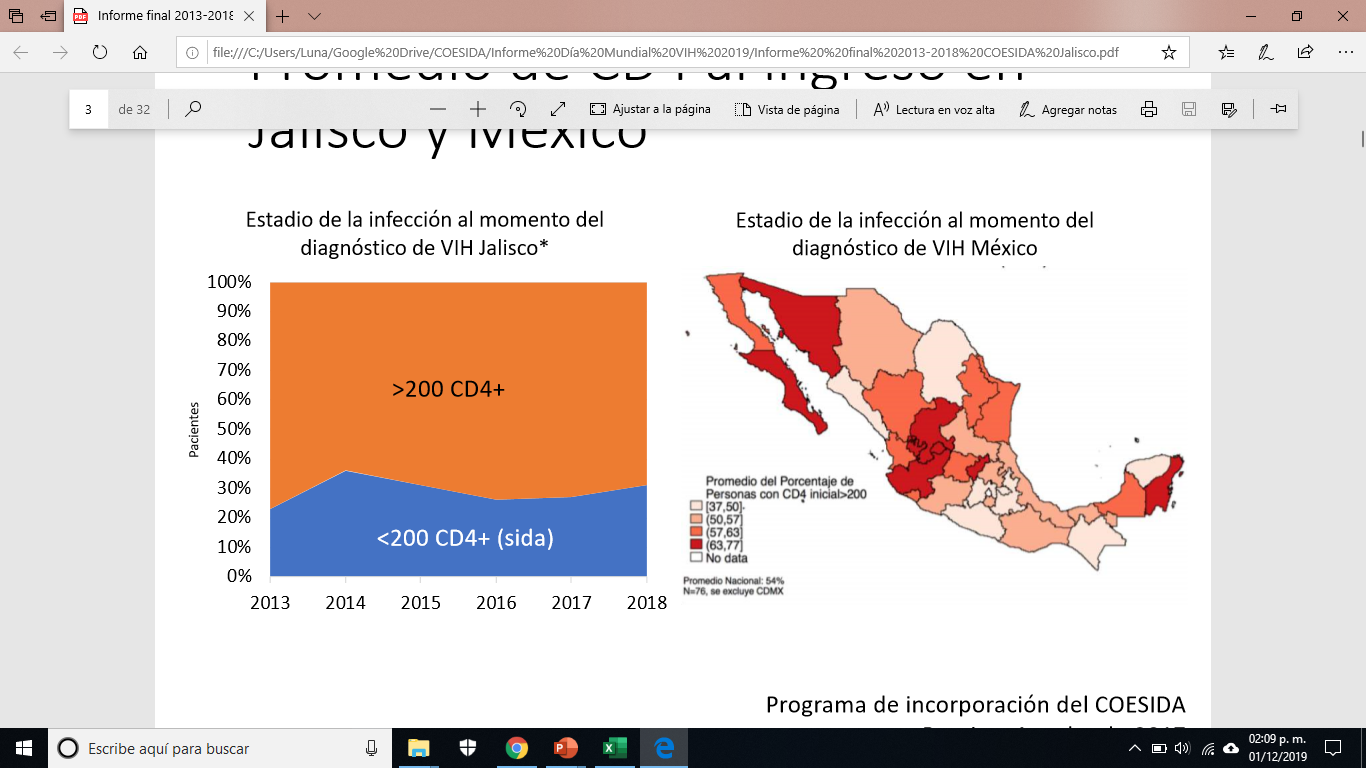 Informe final 2013-2018
file:///C:/Users/Luna/Google%20Drive/COESIDA/Informe%20Día%20Mundial%20VIH%202019/Informe%20%20final%202013-2018%20COESIDA%20Jalisco.pdf
3 de 32
Ajustar a la página
Vista de página
Lectura en voz alta
Agregar notas
Jalisco y México
Estadio de la infección al momento del
diagnóstico de VIH Jalisco*
100%
90%
80%
70%
60%
50%
40%
30%
20%
10%
0%
Pacientes
>200 CD4+
<200 CD4+ (sida)
2013 2014 2015 2016 2017 2018
Estadio de la infección al momento del
diagnóstico de VIH México
Promedio del Porcentaje de
Personas con CD4 inicial>200
[37,50]
(50,57]
(57,63]
(63,77]
No data
Promedio Nacional: 54%
N=76, se excluye CDMX
Programa de incorporación del COESIDA
Escribe aquí para buscar
02:09 p. m.
01/12/2019